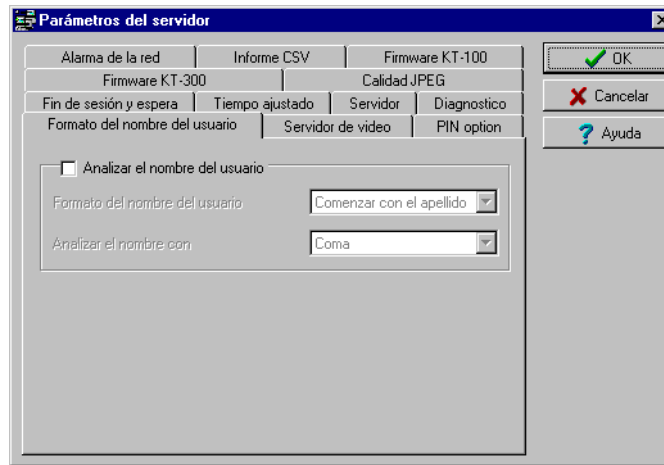 Parámetros del servidor
Alarma de la red
Informe CSV
Firmware KT-100
Firmware KT-300
Calidad JPEG
Fin de sesión y espera
Tiempo ajustado
Servidor
Diagnostico
Formato del nombre del usuario
Servidor de video
PIN option
Analizar el nombre del usuario
Formato del nombre del usuario
Comenzar con el apellido
Analizar el nombre con
Coma
OK
Cancelar
? Ayuda